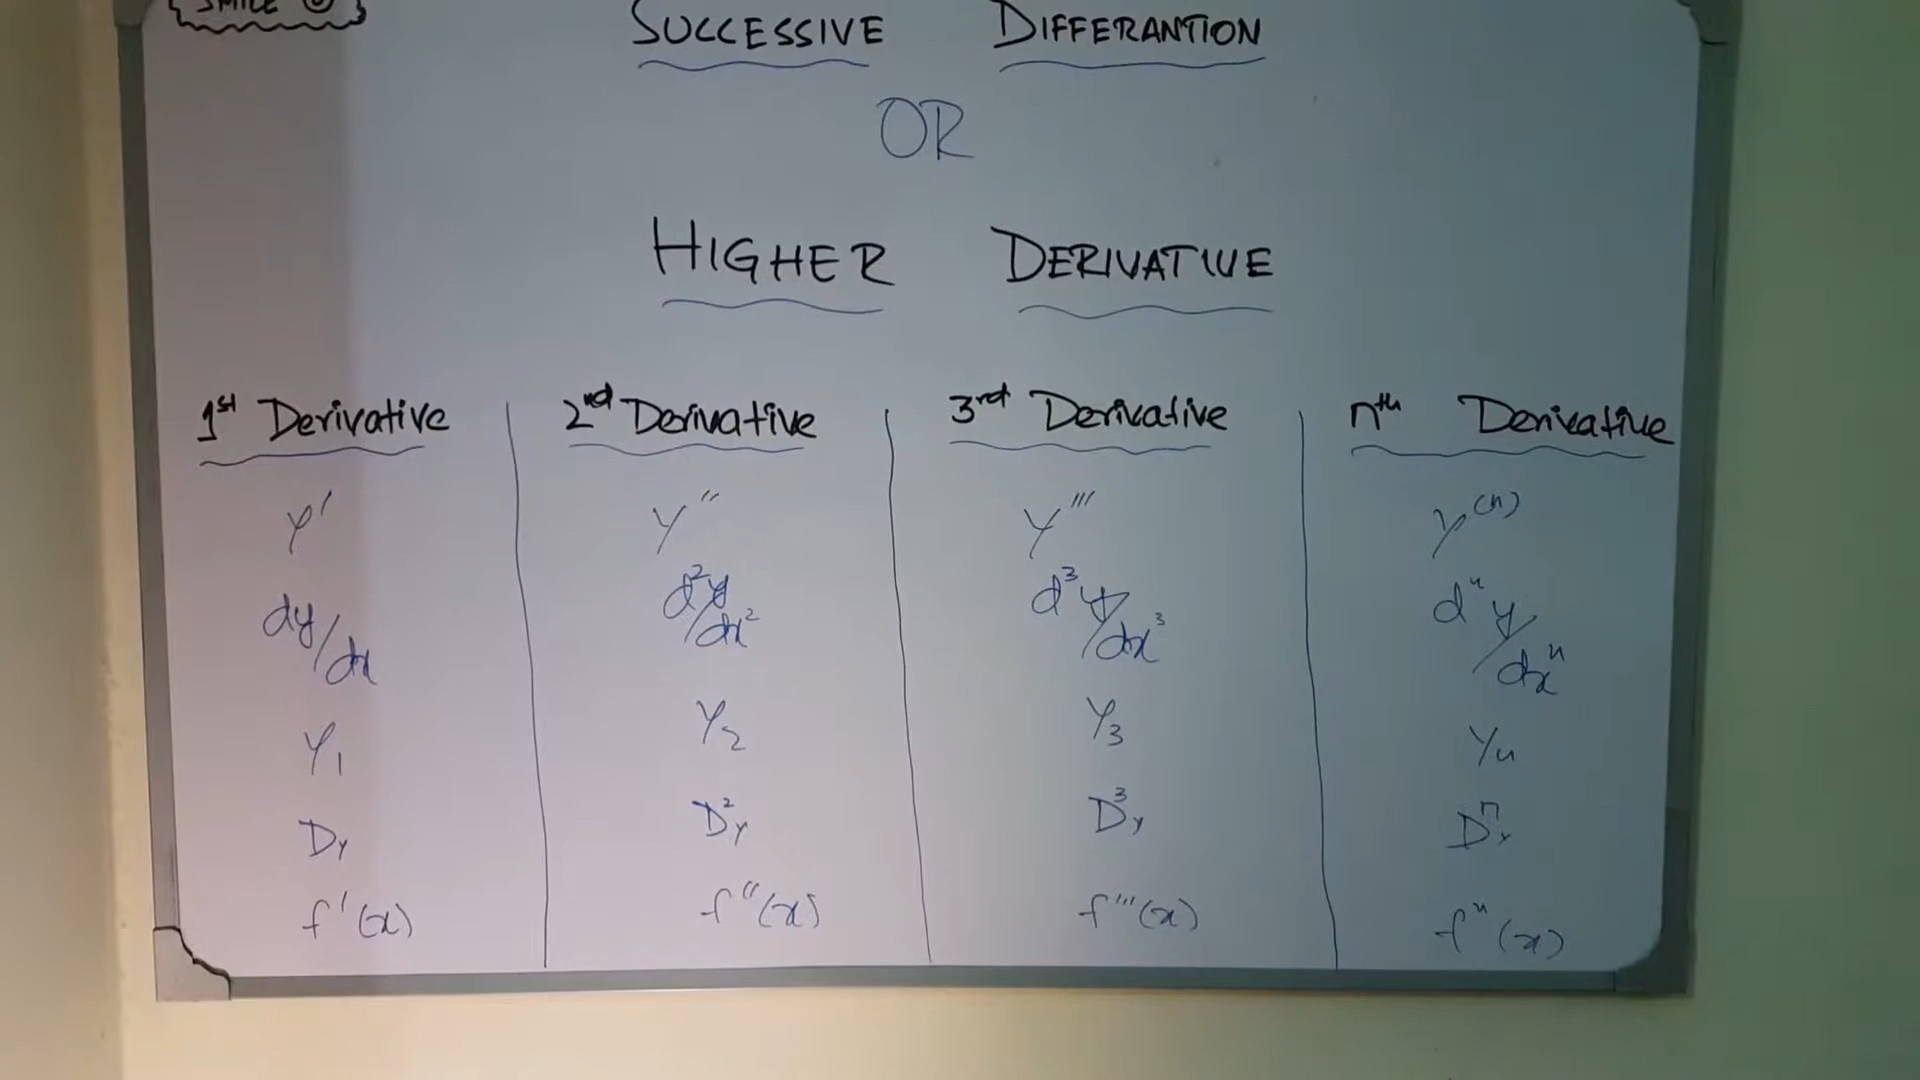 SMILE
SUCCESSIVE DIFFERANTION
OR
HIGHER DERIVATIVE
1st Derivative 2nd Derivative 3rd Derivative nth Derivative
y' y'' y''' y(n)
dy/dx d²y/dx² d³y/dx³ dⁿy/dxⁿ
y₁ y₂ y₃ yₙ
Dy D²y D³y Dⁿy
f'(x) f''(x) f'''(x) fⁿ(x)